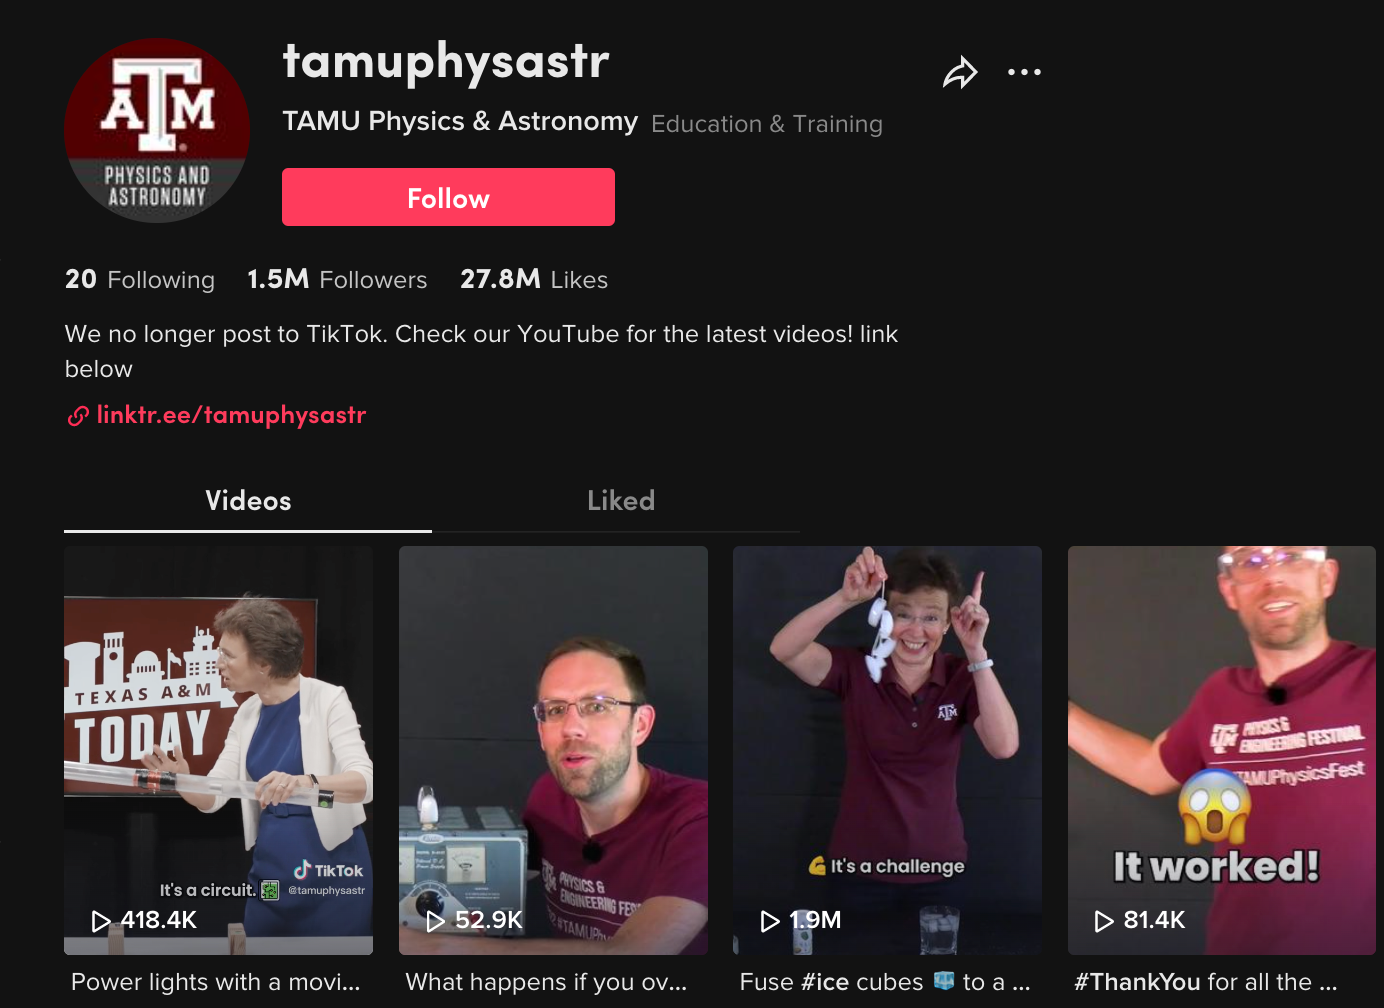 tamuphysastr
TAMU Physics & Astronomy Education & Training
ATM
PHYSICS AND
ASTRONOMY
Follow
20 Following 1.5M Followers 27.8M Likes
We no longer post to TikTok. Check our YouTube for the latest videos! link
below
linktr.ee/tamuphysastr
Videos Liked
TEXAS A&M
TODAY
TikTok
@tamuphysastr
It's a circuit.
418.4K
Power lights with a movi...
PHYSICS &
ENGINEERING FES
52.9K
What happens if you ov...
ATM
It's a challenge
1.9M
Fuse #ice cubes 🧊 to a ...
PHYSICS &
ENGINEERING FESTIVAL
#TAMUPhysicsFest
It worked!
81.4K
#ThankYou for all the ...